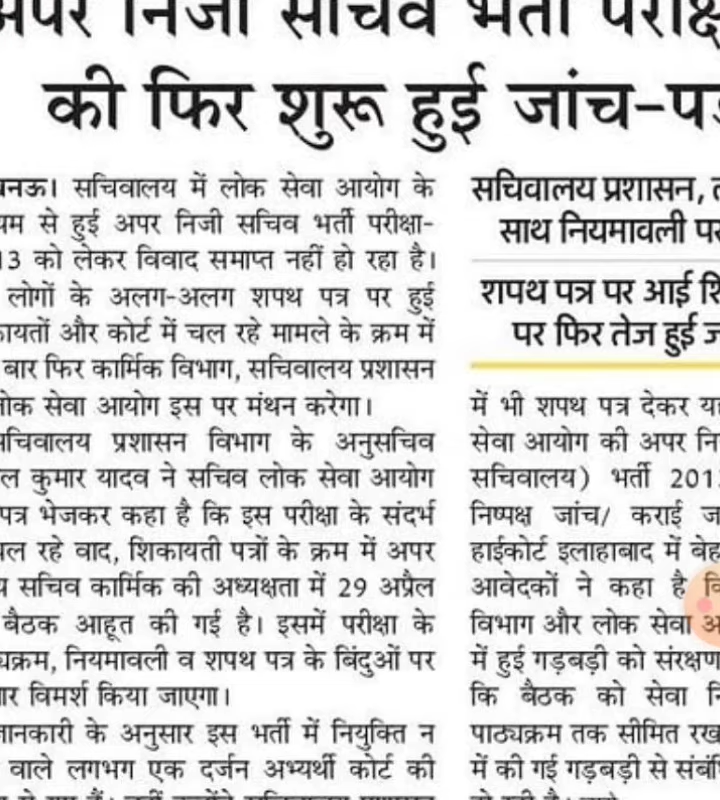 अपर निजी सचिव भर्ती परीक्ष
की फिर शुरू हुई जांच-पड़
खनऊ। सचिवालय में लोक सेवा आयोग के
यम से हुई अपर निजी सचिव भर्ती परीक्षा-
13 को लेकर विवाद समाप्त नहीं हो रहा है।
लोगों के अलग-अलग शपथ पत्र पर हुई
कायतों और कोर्ट में चल रहे मामले के क्रम में
बार फिर कार्मिक विभाग, सचिवालय प्रशासन
लोक सेवा आयोग इस पर मंथन करेगा।
सचिवालय प्रशासन विभाग के अनुसचिव
ल कुमार यादव ने सचिव लोक सेवा आयोग
पत्र भेजकर कहा है कि इस परीक्षा के संदर्भ
चल रहे वाद, शिकायती पत्रों के क्रम में अपर
य सचिव कार्मिक की अध्यक्षता में 29 अप्रैल
बैठक आहूत की गई है। इसमें परीक्षा के
यक्रम, नियमावली व शपथ पत्र के बिंदुओं पर
ार विमर्श किया जाएगा।
जानकारी के अनुसार इस भर्ती में नियुक्ति न
वाले लगभग एक दर्जन अभ्यर्थी कोर्ट की
सचिवालय प्रशासन,
साथ नियमावली पर
शपथ पत्र पर आई शि
पर फिर तेज हुई ज
में भी शपथ पत्र देकर यह
सेवा आयोग की अपर नि
सचिवालय) भर्ती 201
निष्पक्ष जांच/ कराई ज
हाईकोर्ट इलाहाबाद में बेह
आवेदकों ने कहा है कि
विभाग और लोक सेवा अ
में हुई गड़बड़ी को संरक्षण
कि बैठक को सेवा नि
पाठ्यक्रम तक सीमित रख
में की गई गड़बड़ी से संबंधि